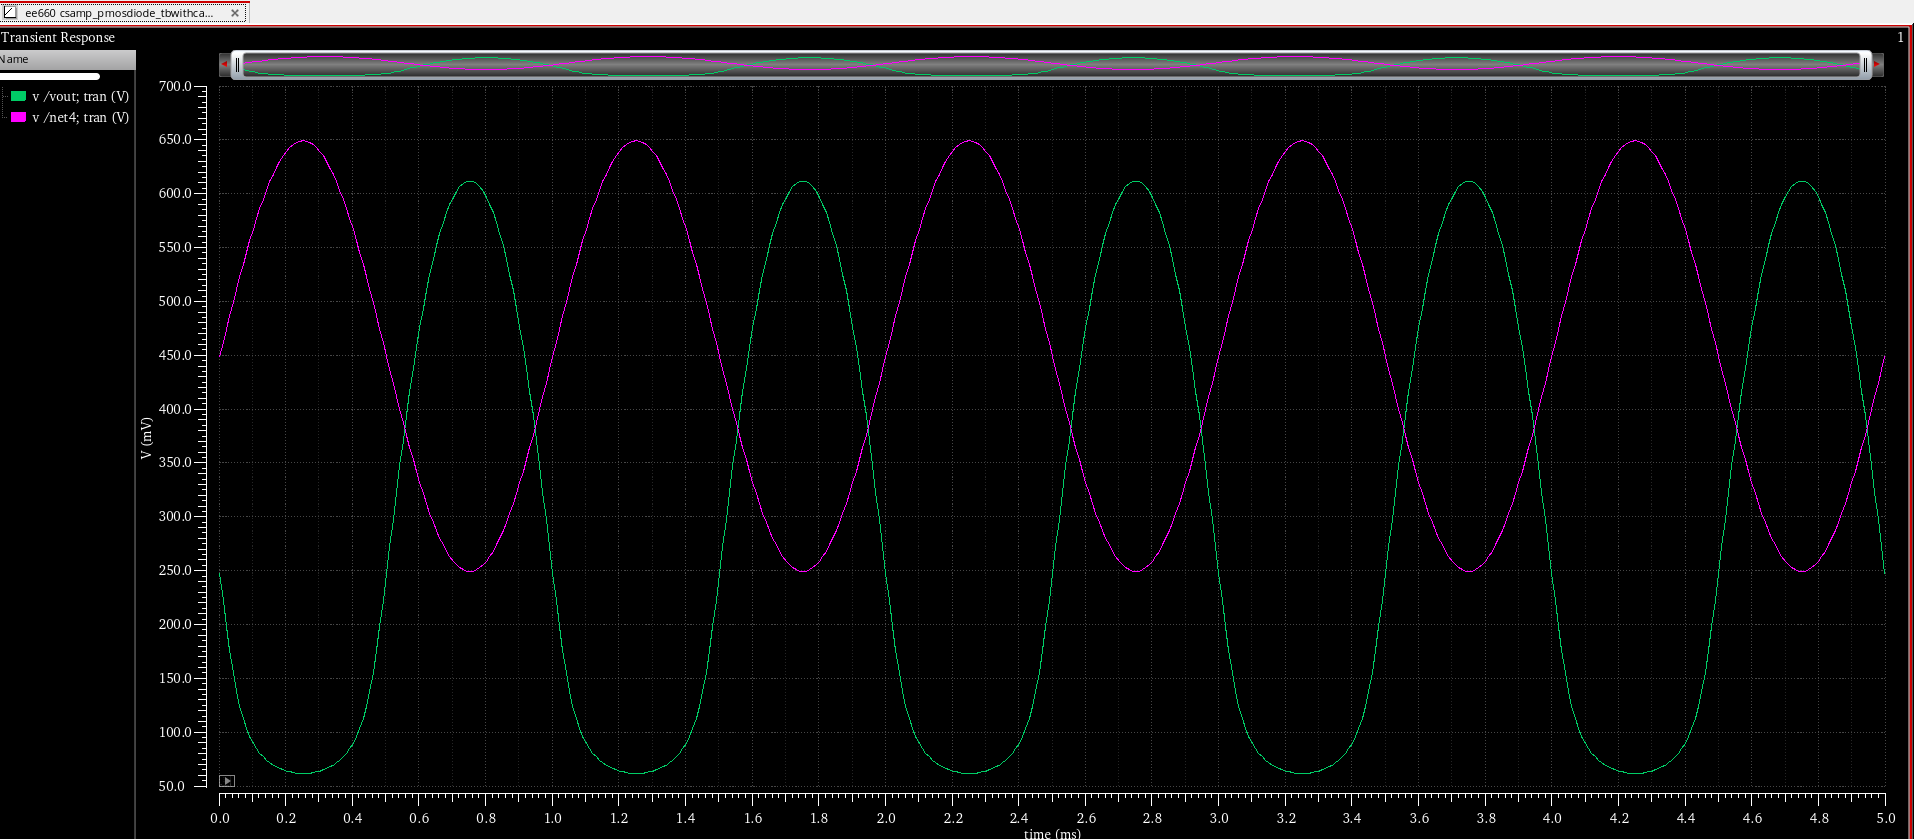 ee660 csamp_pmosdiode_tbwithca...
Transient Response
1
Name
v /vout; tran (V)
v /net4; tran (V)
700.0
650.0
600.0
550.0
500.0
450.0
400.0
350.0
300.0
250.0
200.0
150.0
100.0
50.0
V (mV)
0.0 0.2 0.4 0.6 0.8 1.0 1.2 1.4 1.6 1.8 2.0 2.2 2.4 2.6 2.8 3.0 3.2 3.4 3.6 3.8 4.0 4.2 4.4 4.6 4.8 5.0
time (ms)